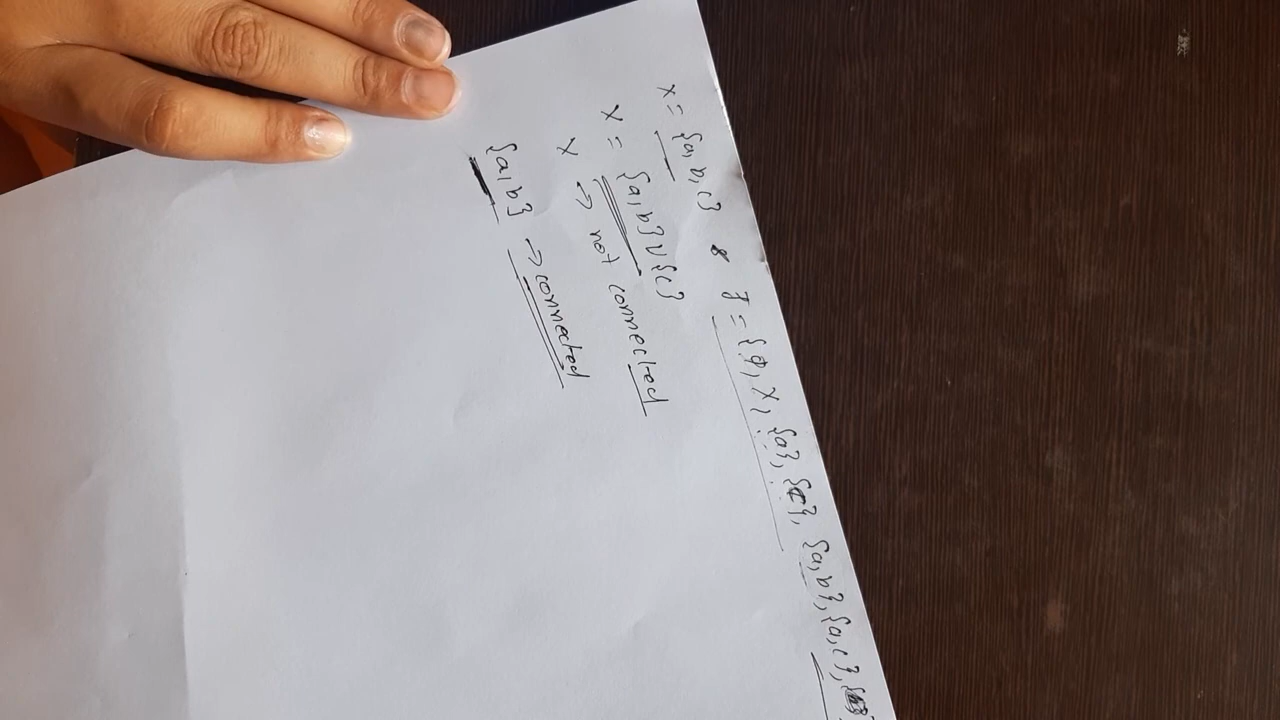 X = {a, b, c} & J = {φ, X, {a}, {c}, {a, b}, {a, c},
X = {a, b} ∪ {c}
X → not connected
{a, b} → connected